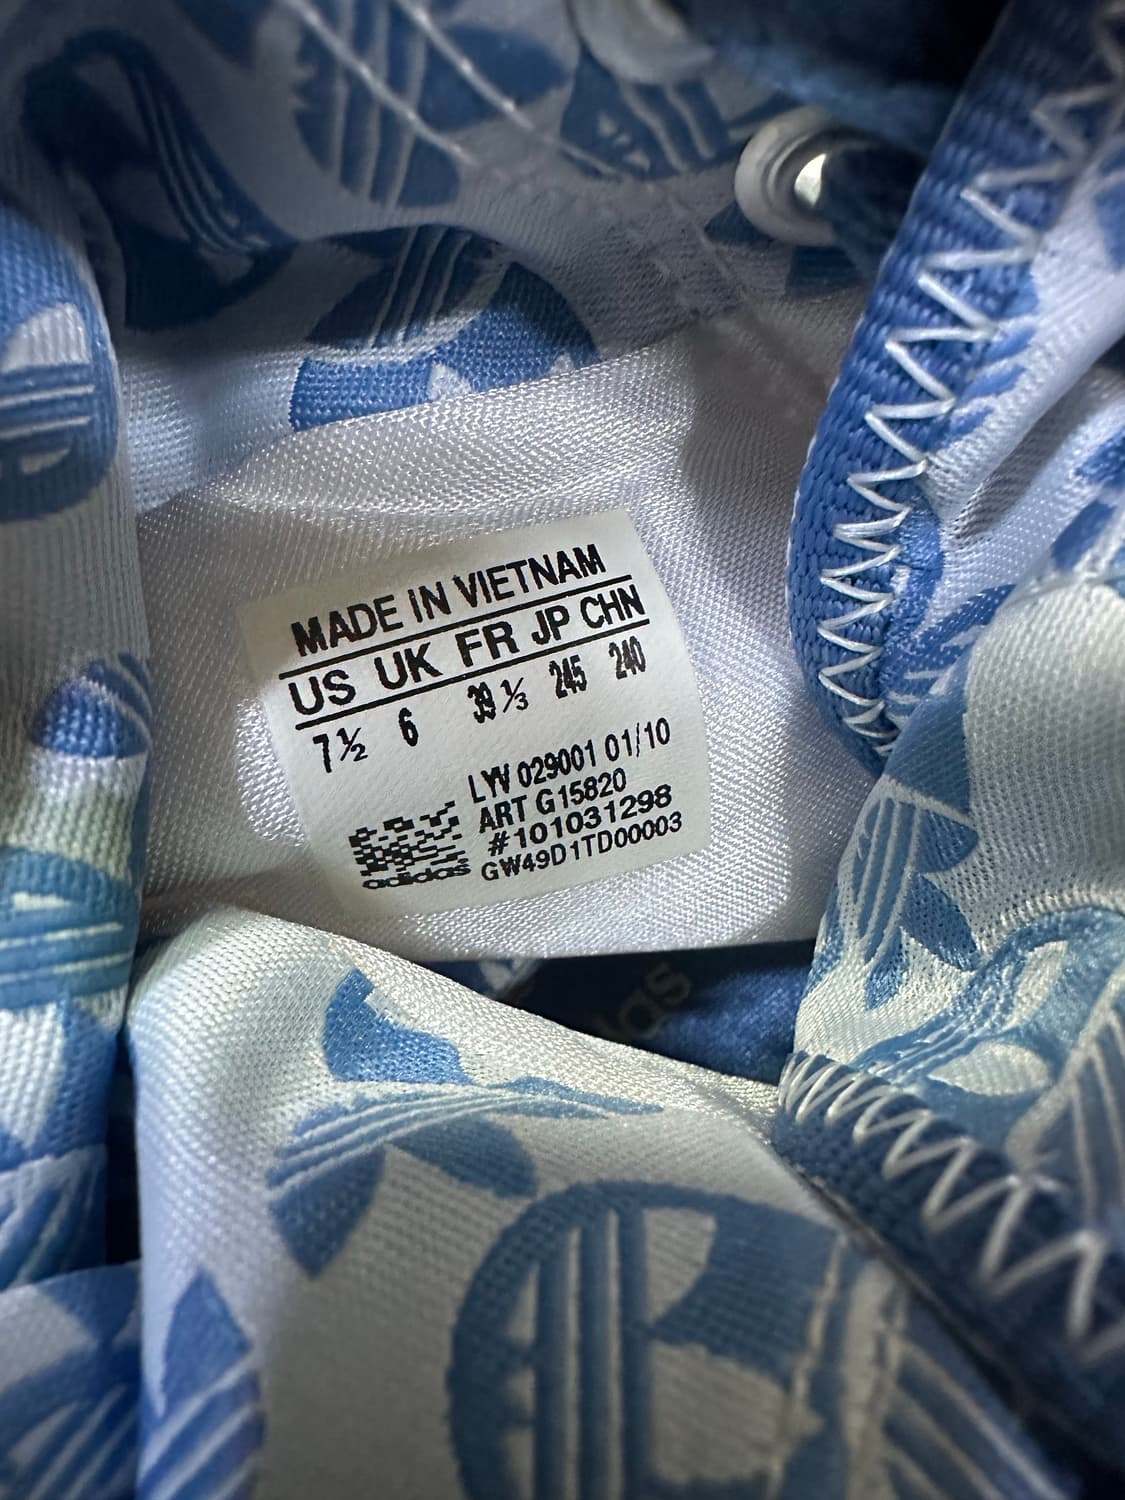 MADE IN VIETNAM
US UK FR JP CHN
7½ 6 39⅓ 245 240
LYV 029001 01/10
ART G15820
#101031298
GW49D1TD00003
adidas
das